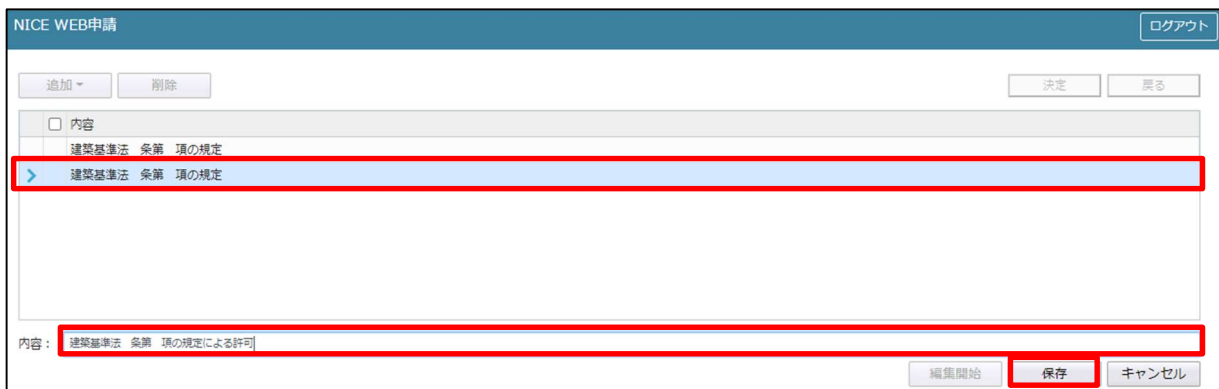 NICE WEB申請 ログアウト
追加 削除 決定 戻る
内容
建築基準法　条第　項の規定
建築基準法　条第　項の規定
内容： 建築基準法　条第　項の規定による許可
編集開始 保存 キャンセル